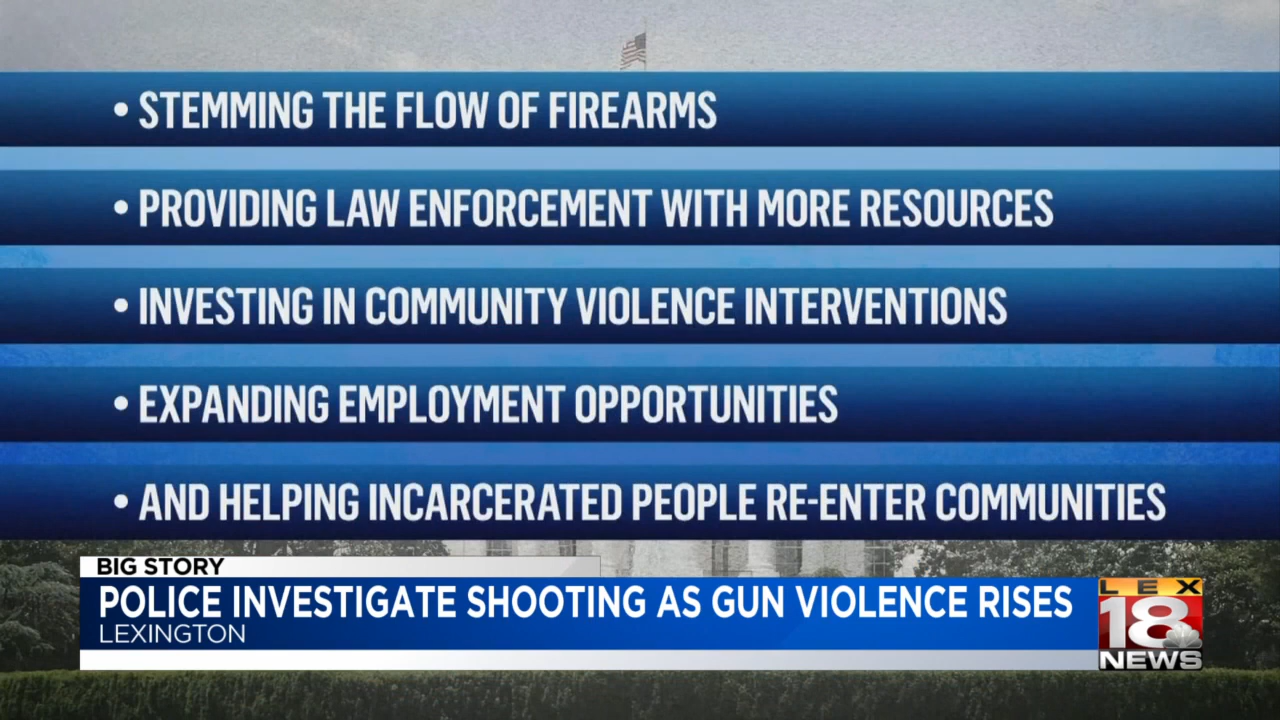 • STEMMING THE FLOW OF FIREARMS
• PROVIDING LAW ENFORCEMENT WITH MORE RESOURCES
• INVESTING IN COMMUNITY VIOLENCE INTERVENTIONS
• EXPANDING EMPLOYMENT OPPORTUNITIES
• AND HELPING INCARCERATED PEOPLE RE-ENTER COMMUNITIES
BIG STORY
POLICE INVESTIGATE SHOOTING AS GUN VIOLENCE RISES
LEXINGTON
LEX
18
NEWS